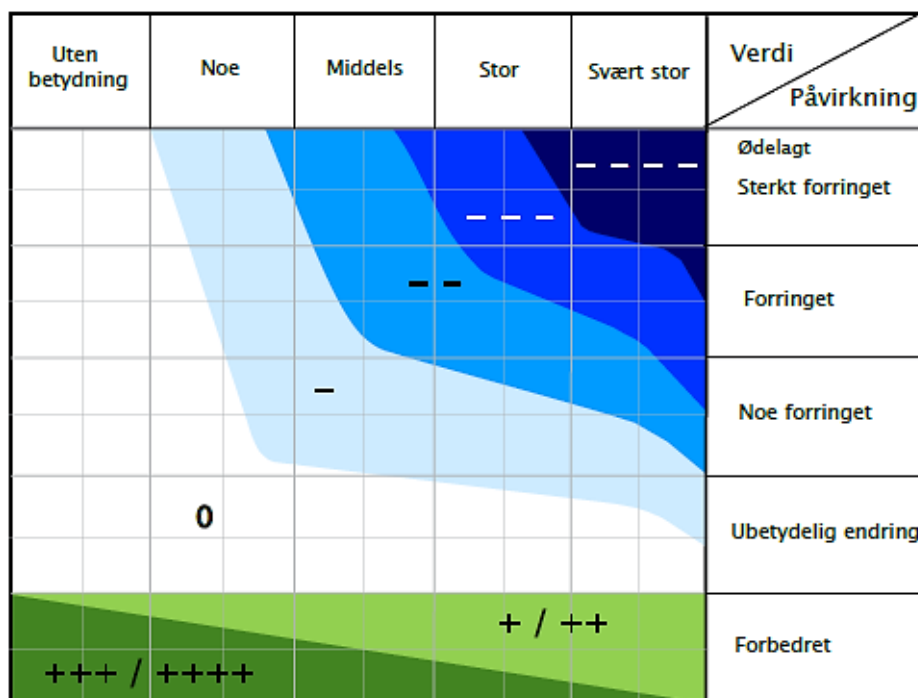 Uten
betydning
Noe
Middels
Stor
Svært stor
Verdi
Påvirkning
Ødelagt
– – – –
Sterkt forringet
– – –
– –
Forringet
–
Noe forringet
0
Ubetydelig endring
+ / ++
Forbedret
+++ / ++++